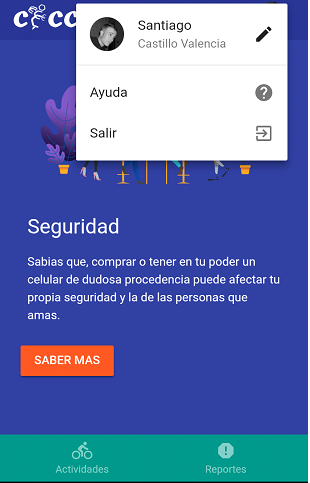 Santiago
Castillo Valencia
Ayuda
Salir
Seguridad
Sabias que, comprar o tener en tu poder un
celular de dudosa procedencia puede afectar tu
propia seguridad y la de las personas que
amas.
SABER MAS
Actividades
Reportes